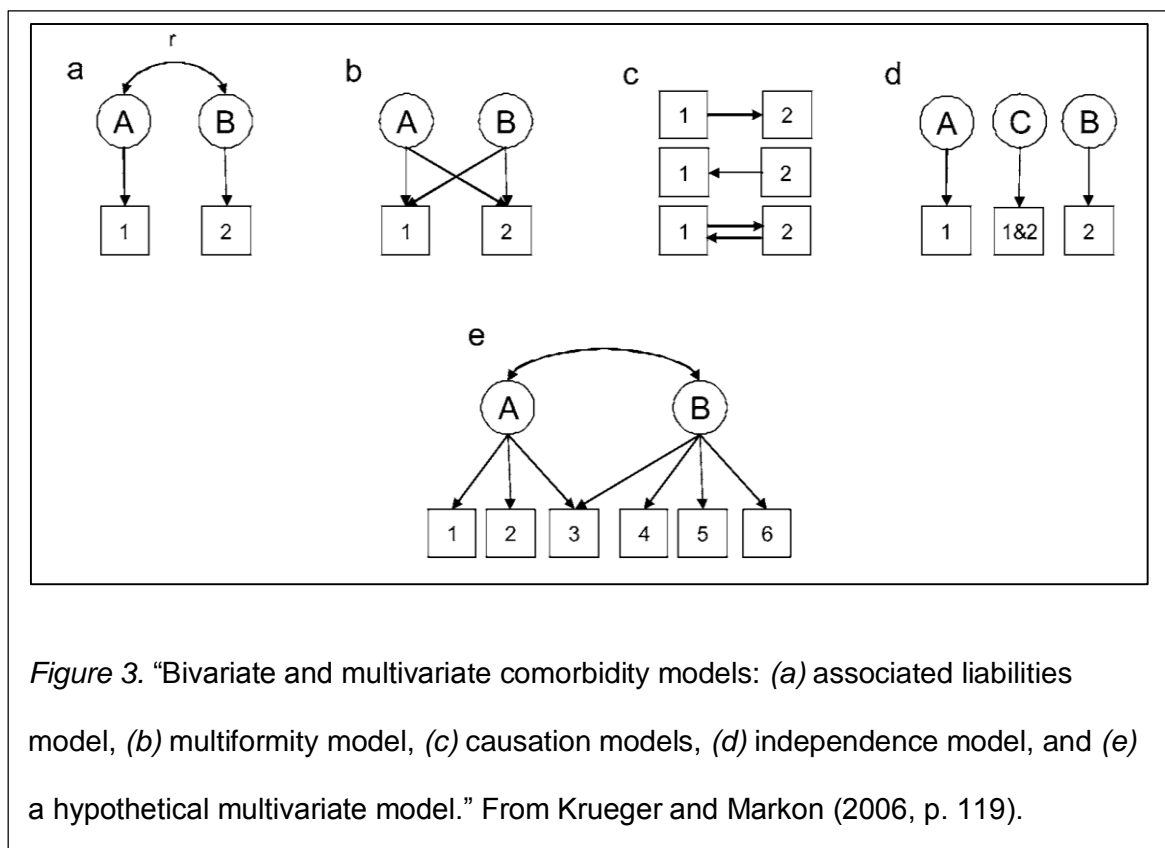 r
a b c d
A B A B 1 2 A C B
1 2
1 2 1 2 1 2 1 1&2 2
e
A B
1 2 3 4 5 6
Figure 3. “Bivariate and multivariate comorbidity models: (a) associated liabilities
model, (b) multiformity model, (c) causation models, (d) independence model, and (e)
a hypothetical multivariate model.” From Krueger and Markon (2006, p. 119).